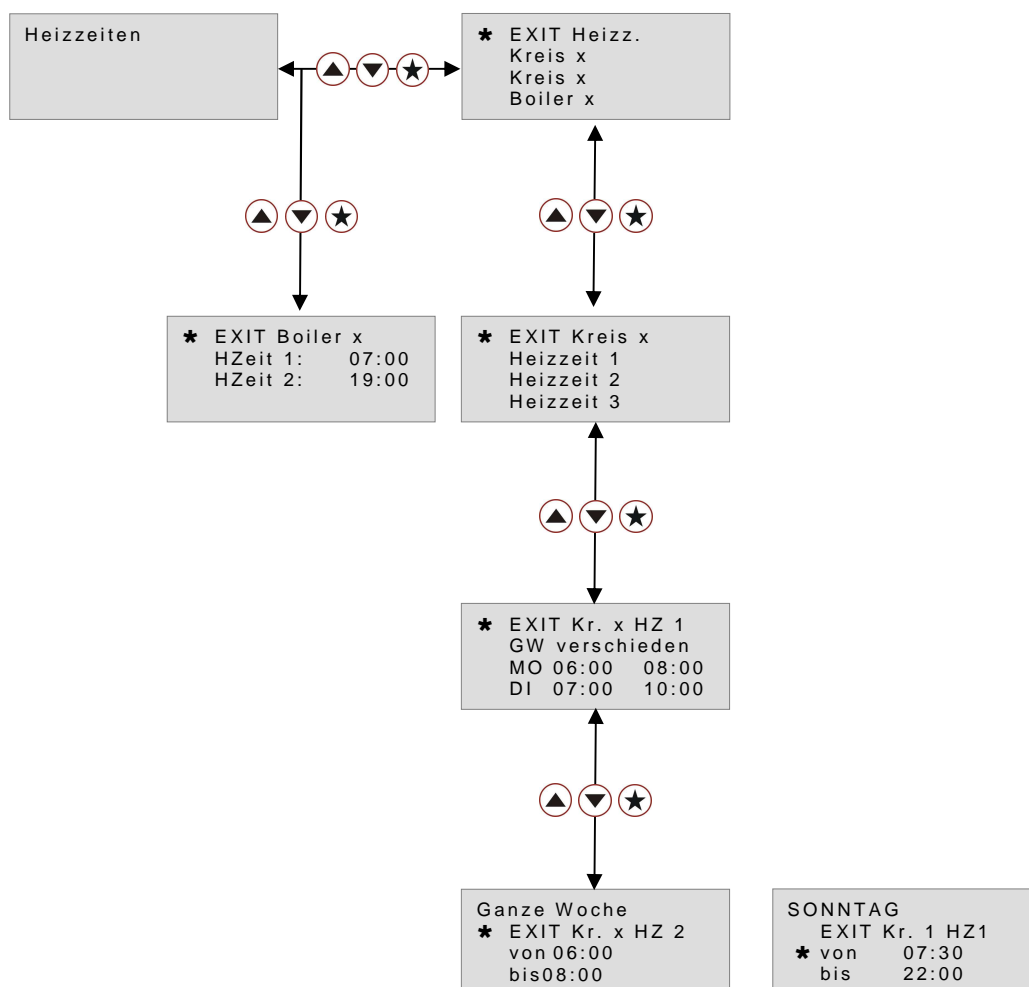 Heizzeiten
* EXIT Heizz.
Kreis x
Kreis x
Boiler x
* EXIT Boiler x
HZeit 1: 07:00
HZeit 2: 19:00
* EXIT Kreis x
Heizzeit 1
Heizzeit 2
Heizzeit 3
* EXIT Kr. x HZ 1
GW verschieden
MO 06:00 08:00
DI 07:00 10:00
Ganze Woche
* EXIT Kr. x HZ 2
von 06:00
bis08:00
SONNTAG
EXIT Kr. 1 HZ1
* von 07:30
bis 22:00